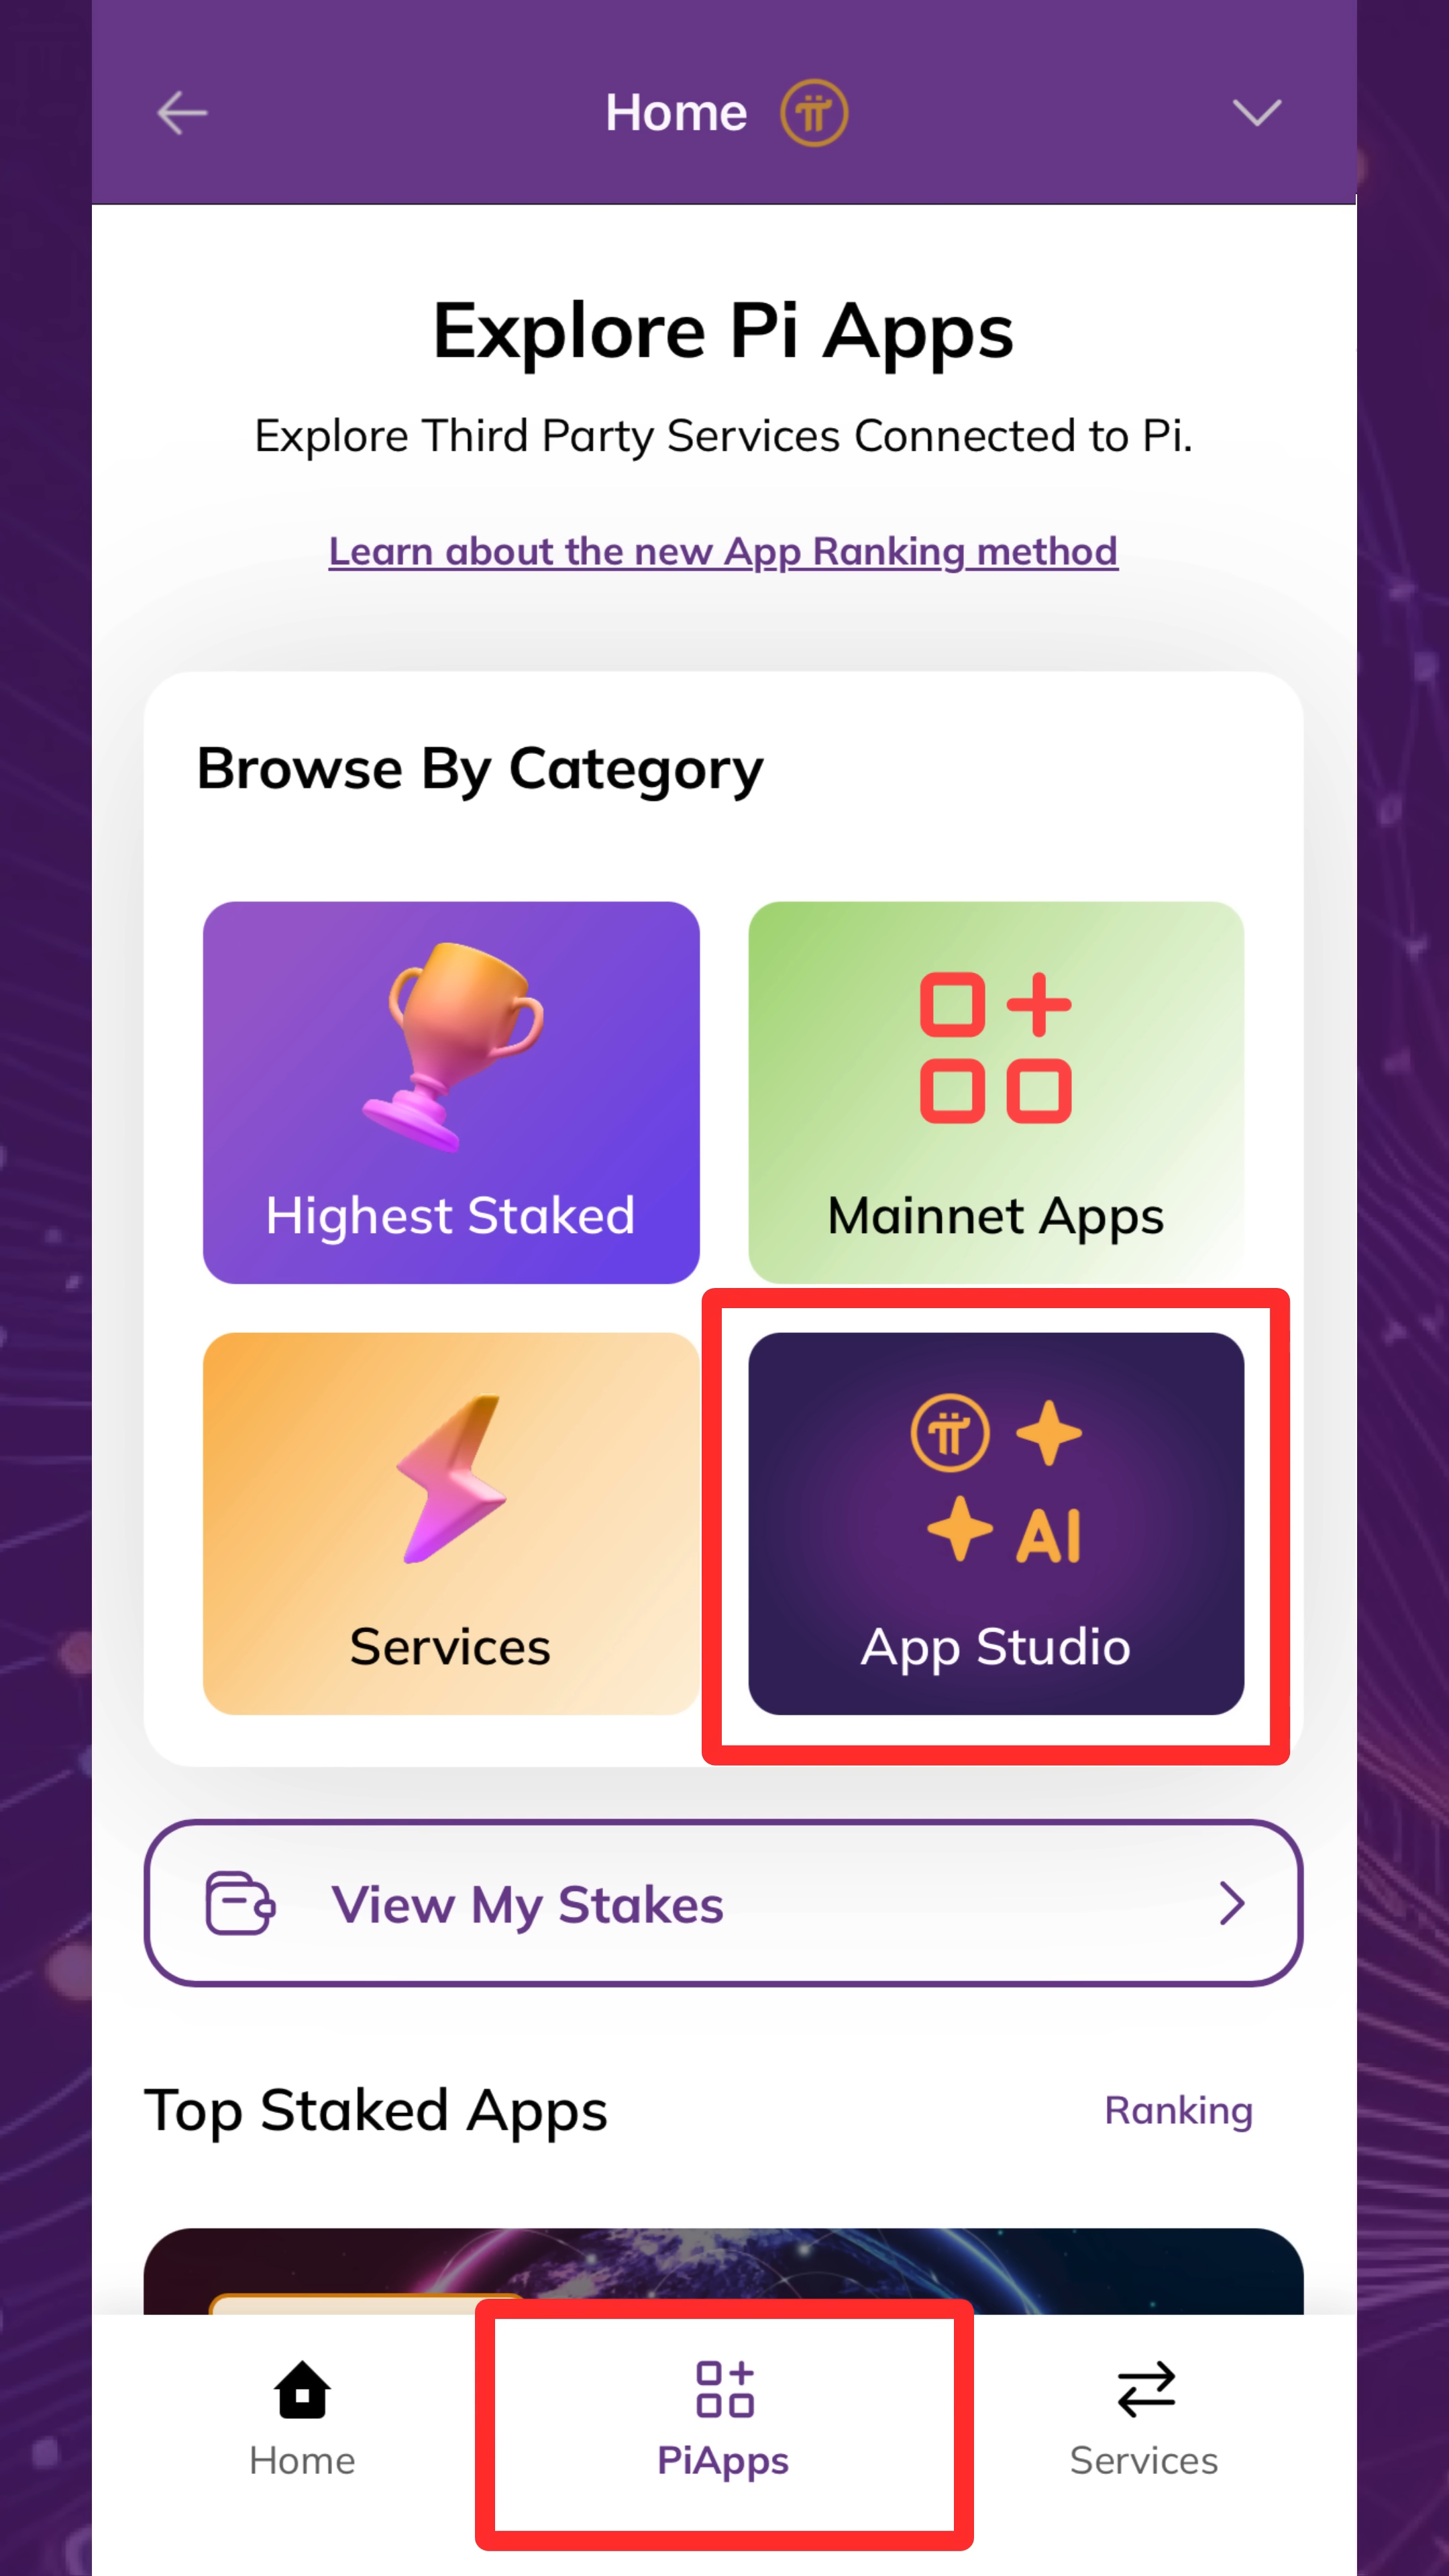 Home
Explore Pi Apps
Explore Third Party Services Connected to Pi.
Learn about the new App Ranking method
Browse By Category
Highest Staked
Mainnet Apps
AI
Services
App Studio
View My Stakes
Top Staked Apps
Ranking
Home
PiApps
Services